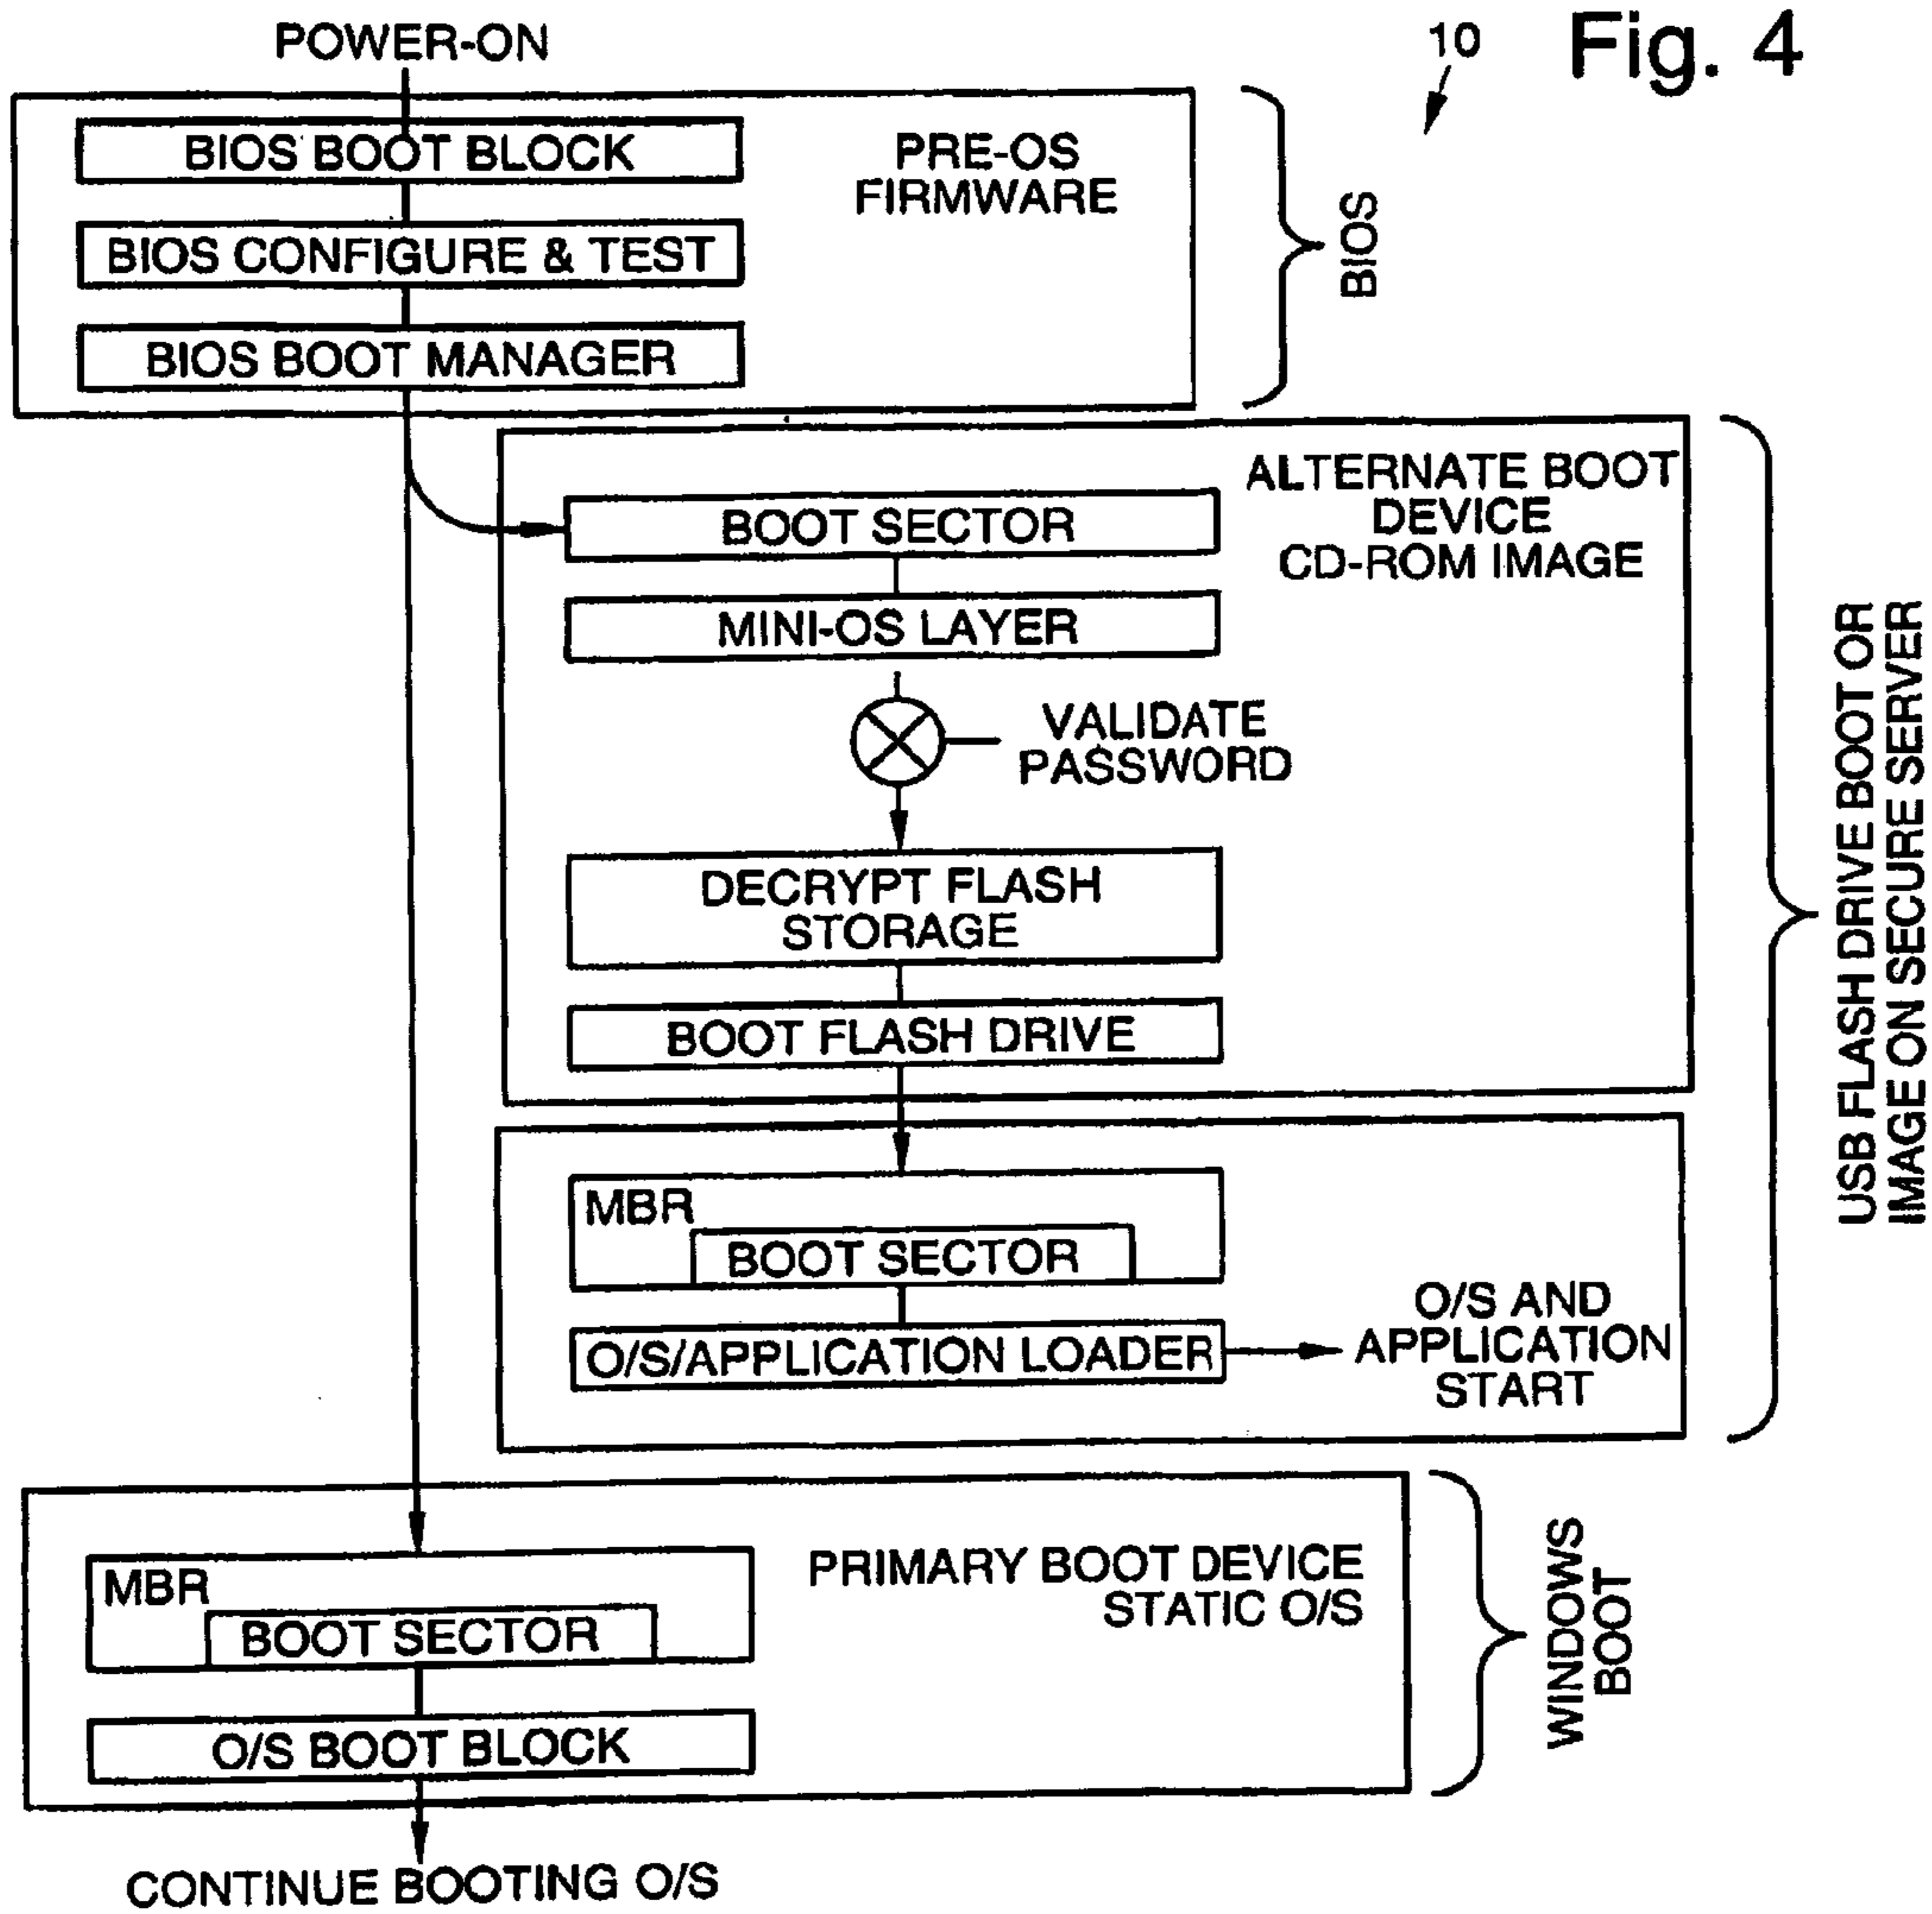 POWER-ON
10
Fig. 4
BIOS BOOT BLOCK
BIOS CONFIGURE & TEST
BIOS BOOT MANAGER
PRE-OS
FIRMWARE
BIOS
ALTERNATE BOOT
DEVICE
CD-ROM IMAGE
BOOT SECTOR
MINI-OS LAYER
VALIDATE
PASSWORD
DECRYPT FLASH
STORAGE
BOOT FLASH DRIVE
MBR
BOOT SECTOR
O/S/APPLICATION LOADER
O/S AND
APPLICATION
START
USB FLASH DRIVE BOOT OR
IMAGE ON SECURE SERVER
MBR
BOOT SECTOR
O/S BOOT BLOCK
PRIMARY BOOT DEVICE
STATIC O/S
WINDOWS
BOOT
CONTINUE BOOTING O/S